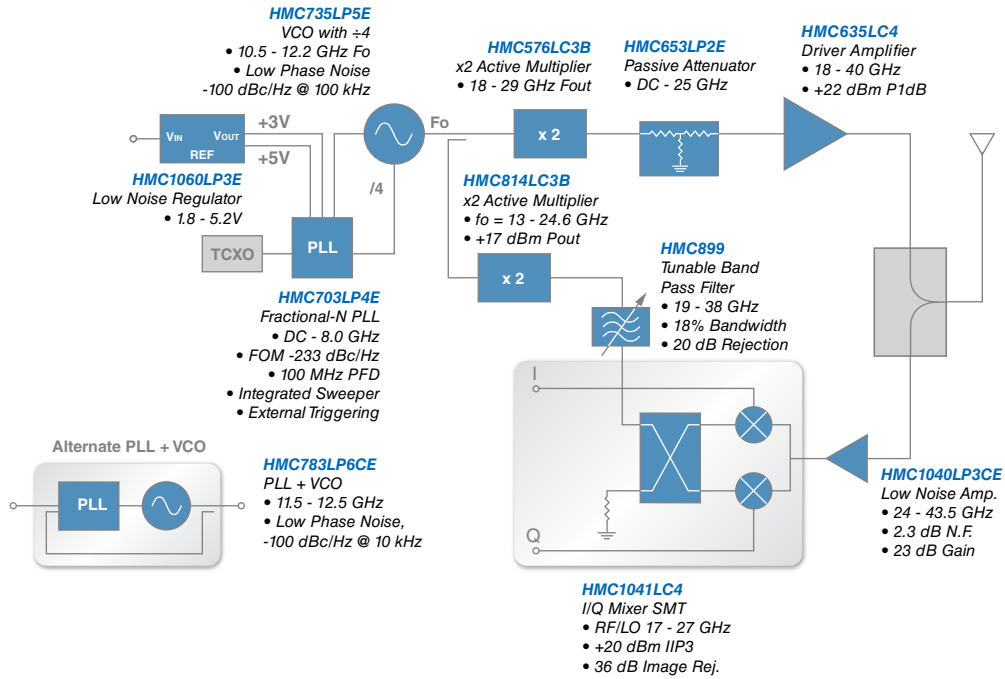 HMC735LP5E
VCO with ÷4
• 10.5 - 12.2 GHz Fo
• Low Phase Noise
-100 dBc/Hz @ 100 kHz
HMC576LC3B
x2 Active Multiplier
• 18 - 29 GHz Fout
HMC653LP2E
Passive Attenuator
• DC - 25 GHz
HMC635LC4
Driver Amplifier
• 18 - 40 GHz
• +22 dBm P1dB
VIN
VOUT
REF
+3V
+5V
Fo
x 2
/4
HMC1060LP3E
Low Noise Regulator
• 1.8 - 5.2V
TCXO
PLL
HMC814LC3B
x2 Active Multiplier
• fo = 13 - 24.6 GHz
• +17 dBm Pout
x 2
HMC899
Tunable Band
Pass Filter
• 19 - 38 GHz
• 18% Bandwidth
• 20 dB Rejection
HMC703LP4E
Fractional-N PLL
• DC - 8.0 GHz
• FOM -233 dBc/Hz
• 100 MHz PFD
• Integrated Sweeper
• External Triggering
I
Q
Alternate PLL + VCO
PLL
HMC783LP6CE
PLL + VCO
• 11.5 - 12.5 GHz
• Low Phase Noise,
-100 dBc/Hz @ 10 kHz
HMC1040LP3CE
Low Noise Amp.
• 24 - 43.5 GHz
• 2.3 dB N.F.
• 23 dB Gain
HMC1041LC4
I/Q Mixer SMT
• RF/LO 17 - 27 GHz
• +20 dBm IIP3
• 36 dB Image Rej.